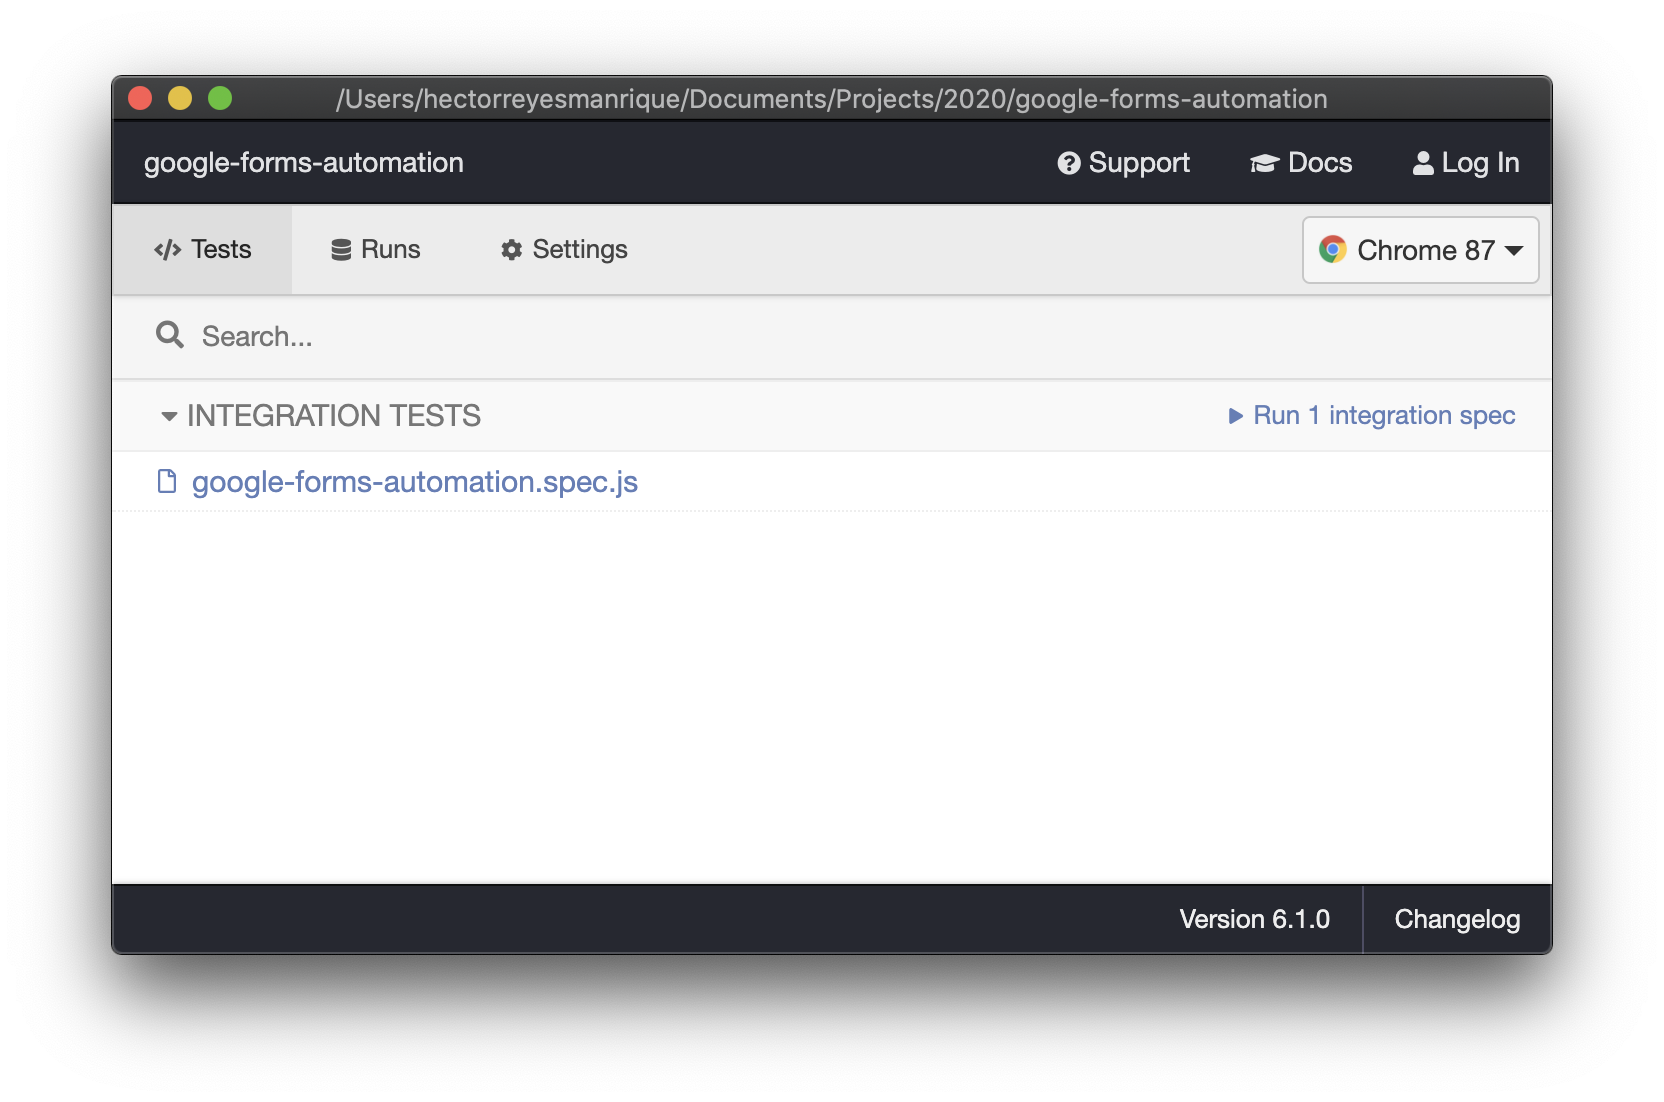 /Users/hectorreyesmanrique/Documents/Projects/2020/google-forms-automation
google-forms-automation
Support
Docs
Log In
Tests
Runs
Settings
Chrome 87
Search...
INTEGRATION TESTS
Run 1 integration spec
google-forms-automation.spec.js
Version 6.1.0
Changelog